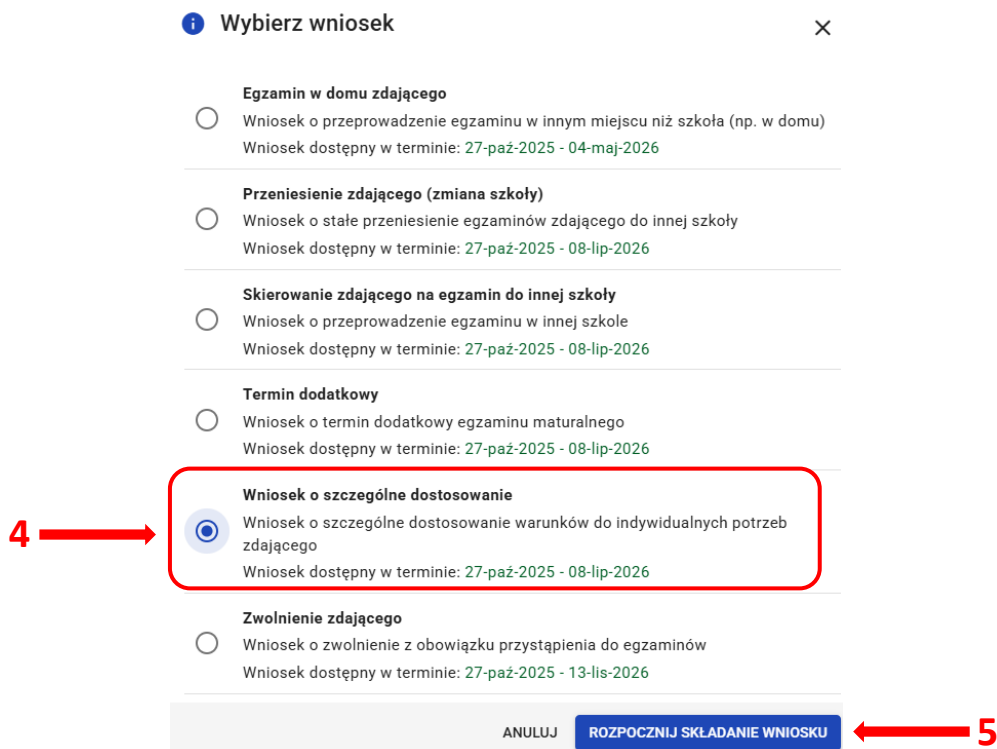 Wybierz wniosek
Egzamin w domu zdającego
Wniosek o przeprowadzenie egzaminu w innym miejscu niż szkoła (np. w domu)
Wniosek dostępny w terminie: 27-paź-2025 - 04-maj-2026
Przeniesienie zdającego (zmiana szkoły)
Wniosek o stałe przeniesienie egzaminów zdającego do innej szkoły
Wniosek dostępny w terminie: 27-paź-2025 - 08-lip-2026
Skierowanie zdającego na egzamin do innej szkoły
Wniosek o przeprowadzenie egzaminu w innej szkole
Wniosek dostępny w terminie: 27-paź-2025 - 08-lip-2026
Termin dodatkowy
Wniosek o termin dodatkowy egzaminu maturalnego
Wniosek dostępny w terminie: 27-paź-2025 - 08-lip-2026
Wniosek o szczególne dostosowanie
4
Wniosek o szczególne dostosowanie warunków do indywidualnych potrzeb
zdającego
Wniosek dostępny w terminie: 27-paź-2025 - 08-lip-2026
Zwolnienie zdającego
Wniosek o zwolnienie z obowiązku przystąpienia do egzaminów
Wniosek dostępny w terminie: 27-paź-2025 - 13-lis-2026
ANULUJ ROZPOCZNIJ SKŁADANIE WNIOSKU 5